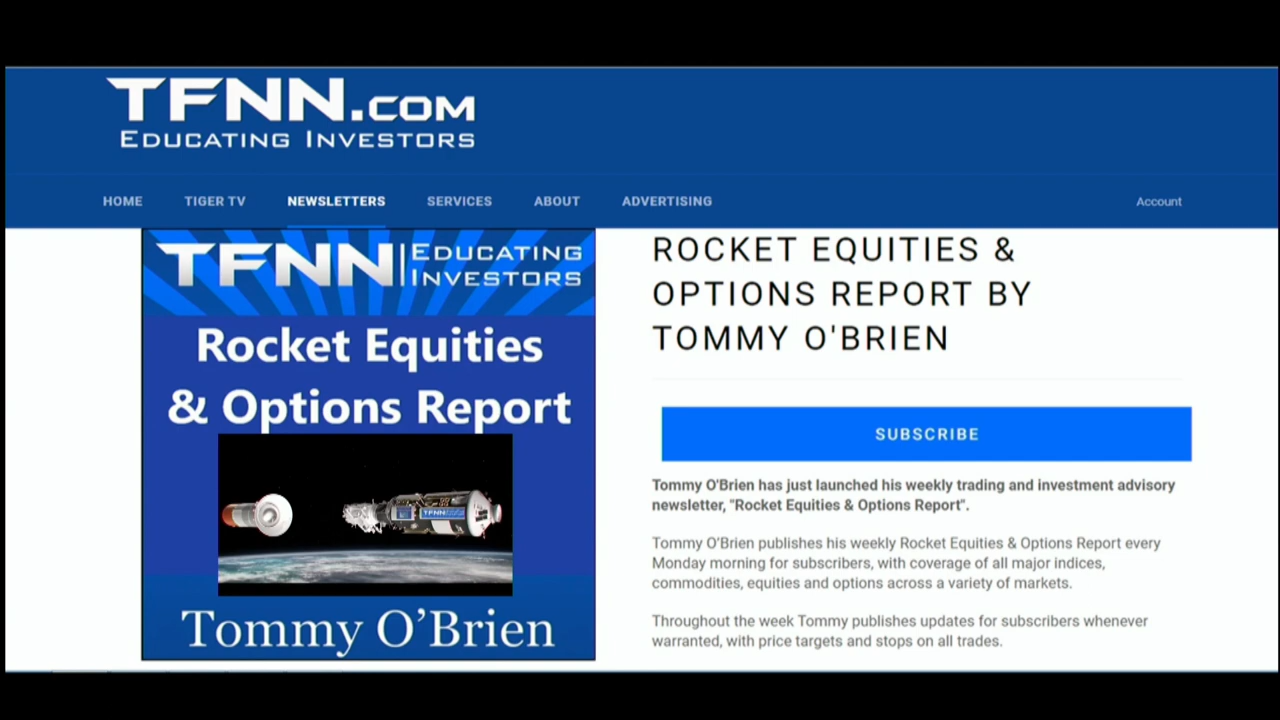 TFNN.COM
EDUCATING INVESTORS
HOME TIGER TV NEWSLETTERS SERVICES ABOUT ADVERTISING Account
TFNN | EDUCATING
INVESTORS
Rocket Equities
& Options Report
TFNN
Tommy O’Brien
ROCKET EQUITIES &
OPTIONS REPORT BY
TOMMY O'BRIEN
SUBSCRIBE
Tommy O'Brien has just launched his weekly trading and investment advisory
newsletter, "Rocket Equities & Options Report".
Tommy O’Brien publishes his weekly Rocket Equities & Options Report every
Monday morning for subscribers, with coverage of all major indices,
commodities, equities and options across a variety of markets.
Throughout the week Tommy publishes updates for subscribers whenever
warranted, with price targets and stops on all trades.